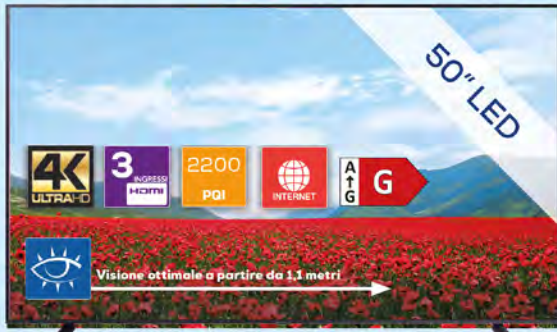 50" LED
4K
ULTRA HD
3
INGRESSI
HDMI
2200
PQI
INTERNET
A
G
G
Visione ottimale a partire da 1,1 metri